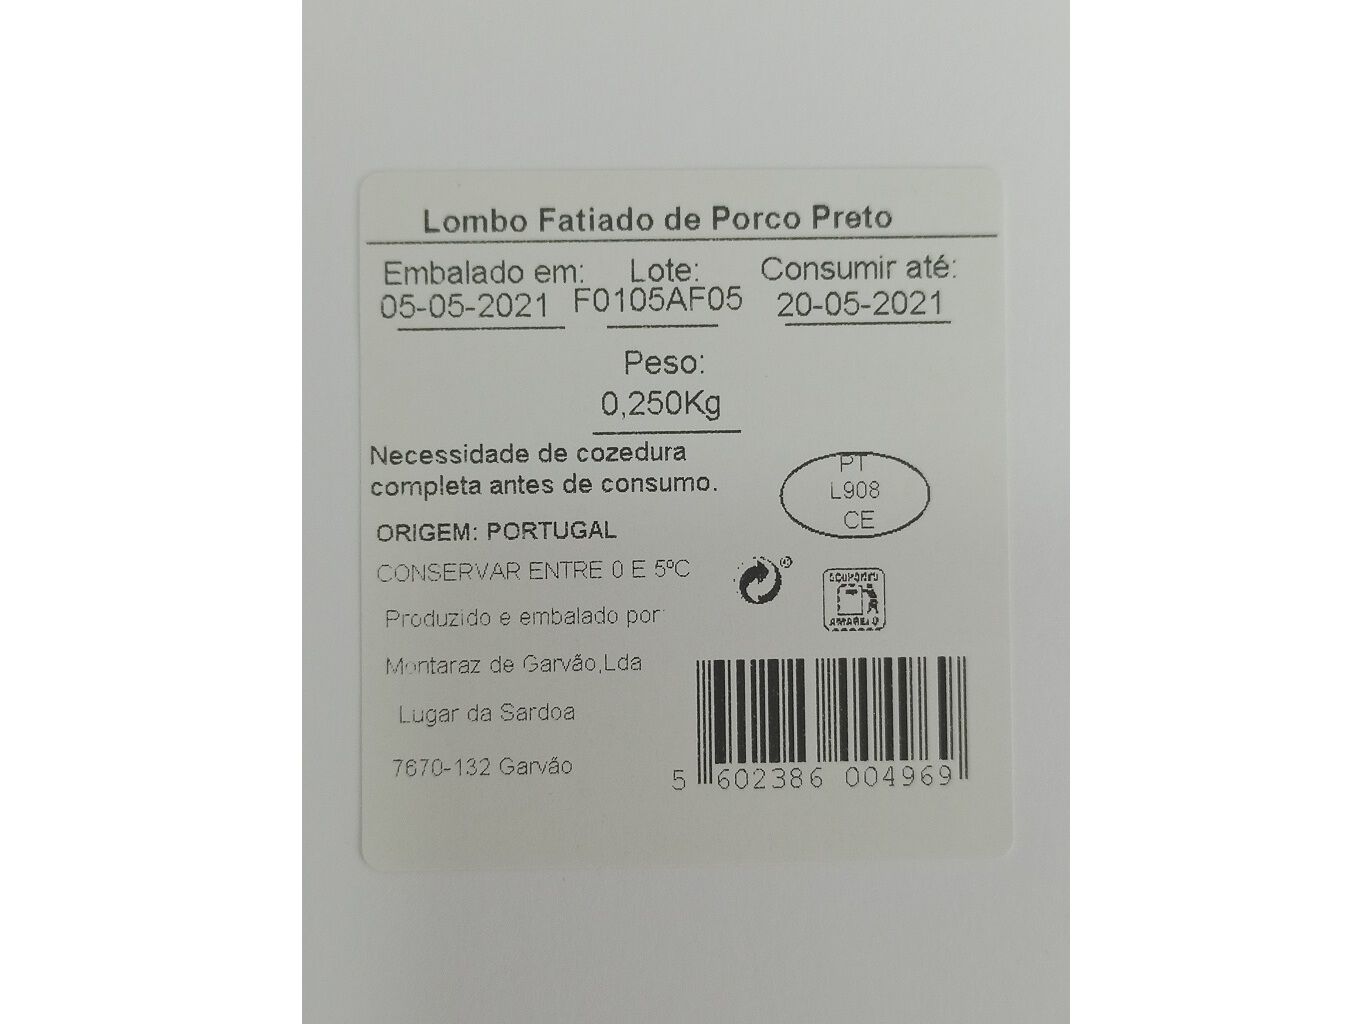 Lombo Fatiado de Porco Preto
Embalado em: Lote: Consumir até:
05-05-2021 F0105AF05 20-05-2021
Peso:
0,250Kg
Necessidade de cozedura
completa antes de consumo.
PT
L908
CE
ORIGEM: PORTUGAL
CONSERVAR ENTRE 0 E 5ºC
Produzido e embalado por:
Montaraz de Garvão,Lda
Lugar da Sardoa
7670-132 Garvão
AMARELO
5 602386 004969